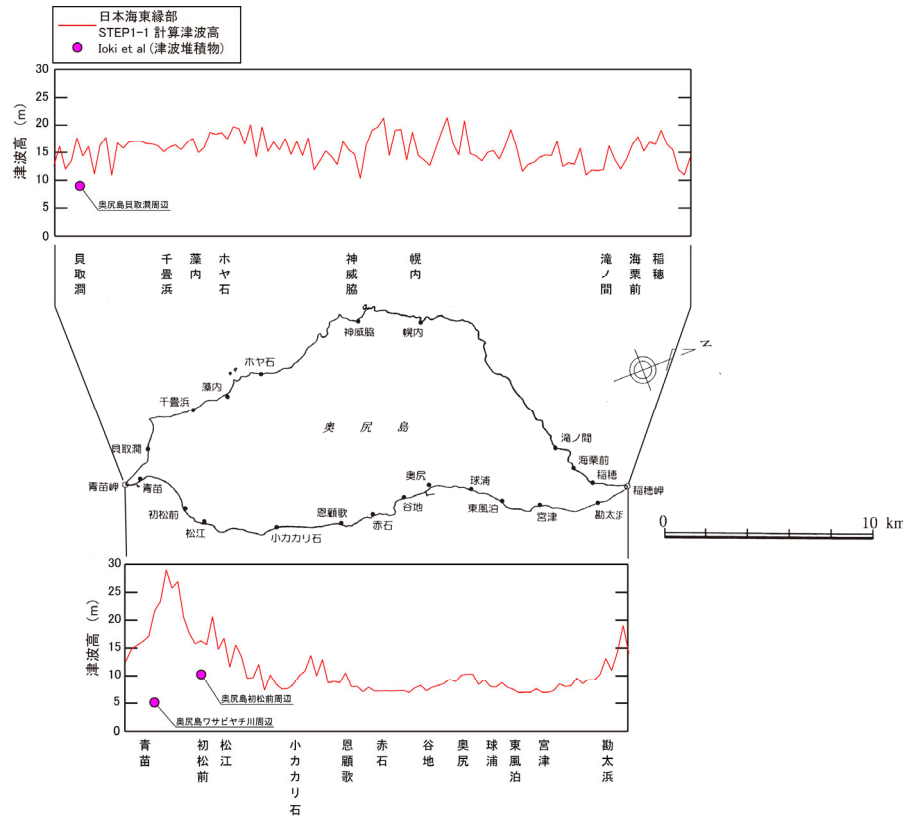 日本海東縁部
STEP1-1 計算津波高
Ioki et al (津波堆積物)
津波高 (m)
30
25
20
15
10
5
0
奥尻島貝取澗周辺
貝取澗
千畳浜
藻内
ホヤ石
神威脇
幌内
滝ノ間
海栗前
稲穂
神威脇
幌内
N
ホヤ石
藻内
千畳浜
奥尻島
貝取澗
滝ノ間
海栗前
稲穂
青苗岬
青苗
奥尻
球浦
稲穂岬
初松前
松江
小カカリ石
恩顧歌
赤石
谷地
東風泊
宮津
勘太浜
0 10 km
津波高 (m)
30
25
20
15
10
5
0
奥尻島初松前周辺
奥尻島ワサビヤチ川周辺
青苗
初松前
松江
小カカリ石
恩顧歌
赤石
谷地
奥尻
球浦
東風泊
宮津
勘太浜